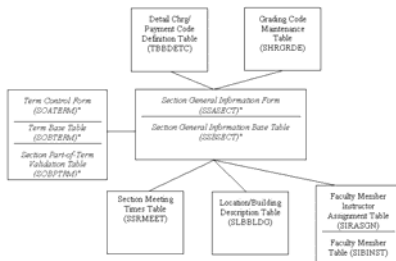 Detail Chrg/
Payment Code
Definition Table
(TBBDETC)
Grading Code
Maintenance
Table
(SHRGRDE)
Term Control Form
(SOATERM)*
Term Base Table
(SOBTERM)*
Section Part-of-Term
Validation Table
(SOBPTRM)*
Section General Information Form
(SSASECT)*
Section General Information Base Table
(SSBSECT)*
Section Meeting
Times Table
(SSRMEET)
Location/Building
Description Table
(SLBBLDG)
Faculty Member
Instructor
Assignment Table
(SIRASGN)
Faculty Member
Table (SIBINST)